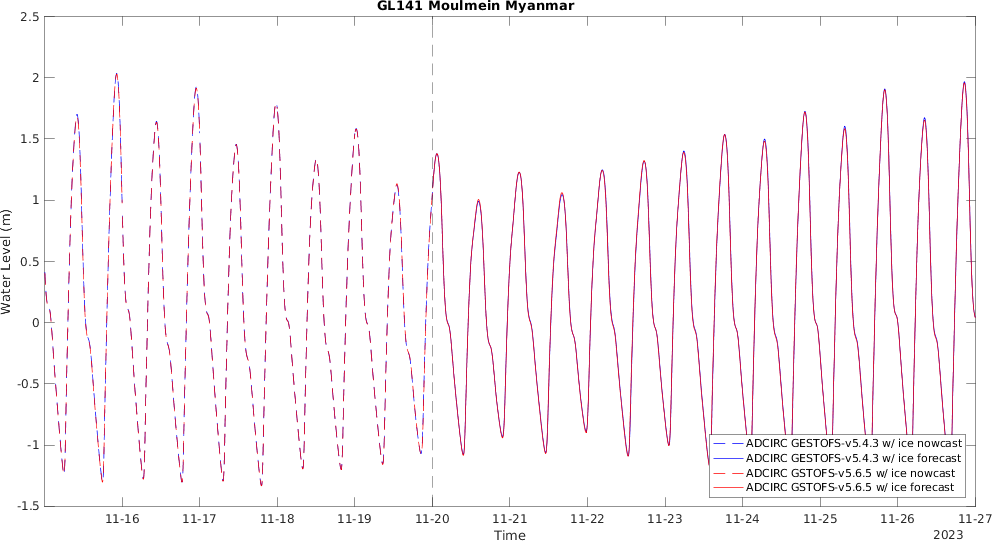 GL141 Moulmein Myanmar
2.5
2
1.5
1
0.5
0
-0.5
-1
-1.5
Water Level (m)
ADCIRC GESTOFS-v5.4.3 w/ ice nowcast
ADCIRC GESTOFS-v5.4.3 w/ ice forecast
ADCIRC GSTOFS-v5.6.5 w/ ice nowcast
ADCIRC GSTOFS-v5.6.5 w/ ice forecast
11-16 11-17 11-18 11-19 11-20 11-21 11-22 11-23 11-24 11-25 11-26 11-27
Time
2023